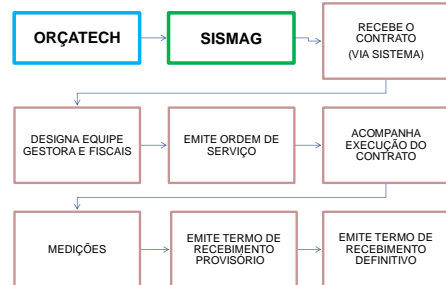 ORÇATECH
SISMAG
RECEBE O
CONTRATO
(VIA SISTEMA)
DESIGNA EQUIPE
GESTORA E FISCAIS
EMITE ORDEM DE
SERVIÇO
ACOMPANHA
EXECUÇÃO DO
CONTRATO
MEDIÇÕES
EMITE TERMO DE
RECEBIMENTO
PROVISÓRIO
EMITE TERMO DE
RECEBIMENTO
DEFINITIVO